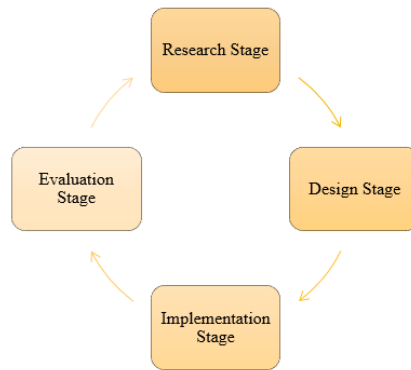 Research Stage
Design Stage
Implementation
Stage
Evaluation
Stage